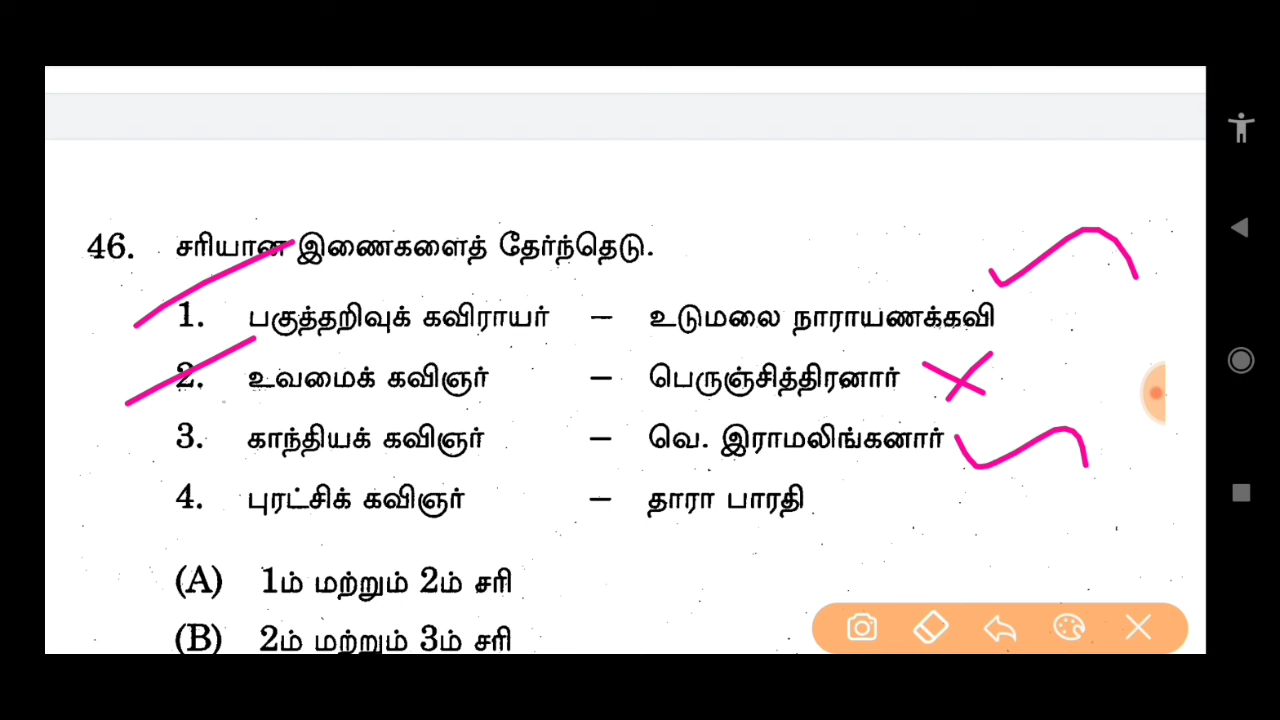 46. சரியான இணைகளைத் தேர்ந்தெடு.
1. பகுத்தறிவுக் கவிராயர் – உடுமலை நாராயணக்கவி
2. உவமைக் கவிஞர் – பெருஞ்சித்திரனார்
3. காந்தியக் கவிஞர் – வெ. இராமலிங்கனார்
4. புரட்சிக் கவிஞர் – தாரா பாரதி
(A) 1ம் மற்றும் 2ம் சரி
(B) 2ம் மற்றும் 3ம் சரி